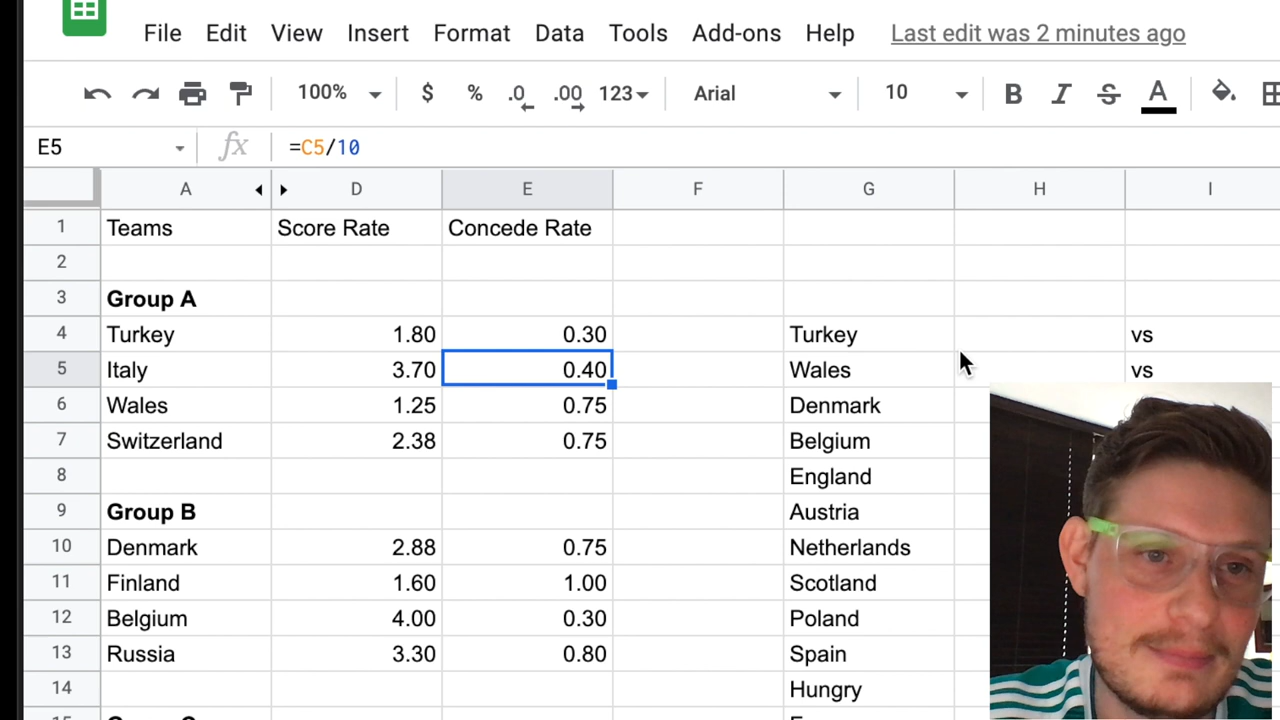 File Edit View Insert Format Data Tools Add-ons Help Last edit was 2 minutes ago
100% $ % .0 .00 123 Arial 10 B I S A
E5 fx =C5/10
A D E F G H I
1 Teams Score Rate Concede Rate
2
3 Group A
4 Turkey 1.80 0.30 Turkey vs
5 Italy 3.70 0.40 Wales vs
6 Wales 1.25 0.75 Denmark
7 Switzerland 2.38 0.75 Belgium
8 England
9 Group B Austria
10 Denmark 2.88 0.75 Netherlands
11 Finland 1.60 1.00 Scotland
12 Belgium 4.00 0.30 Poland
13 Russia 3.30 0.80 Spain
14 Hungry